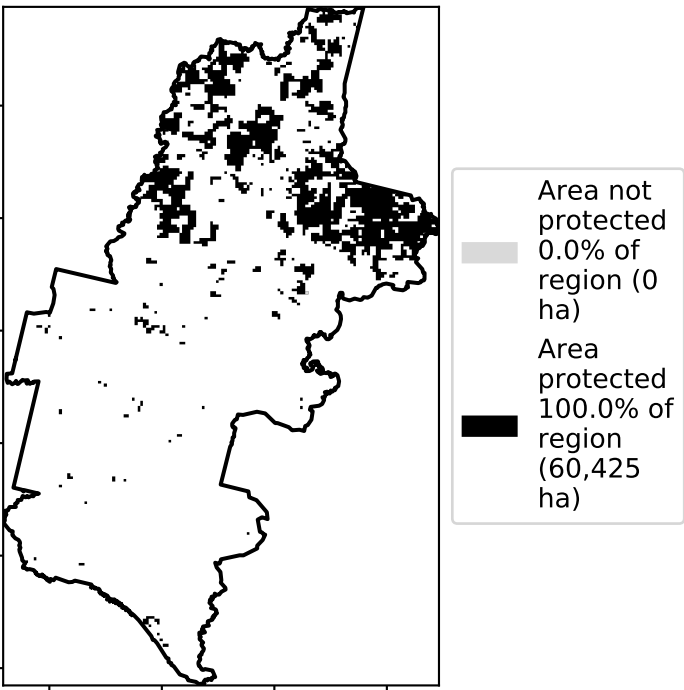 Area not
protected
0.0% of
region (0
ha)
Area
protected
100.0% of
region
(60,425
ha)